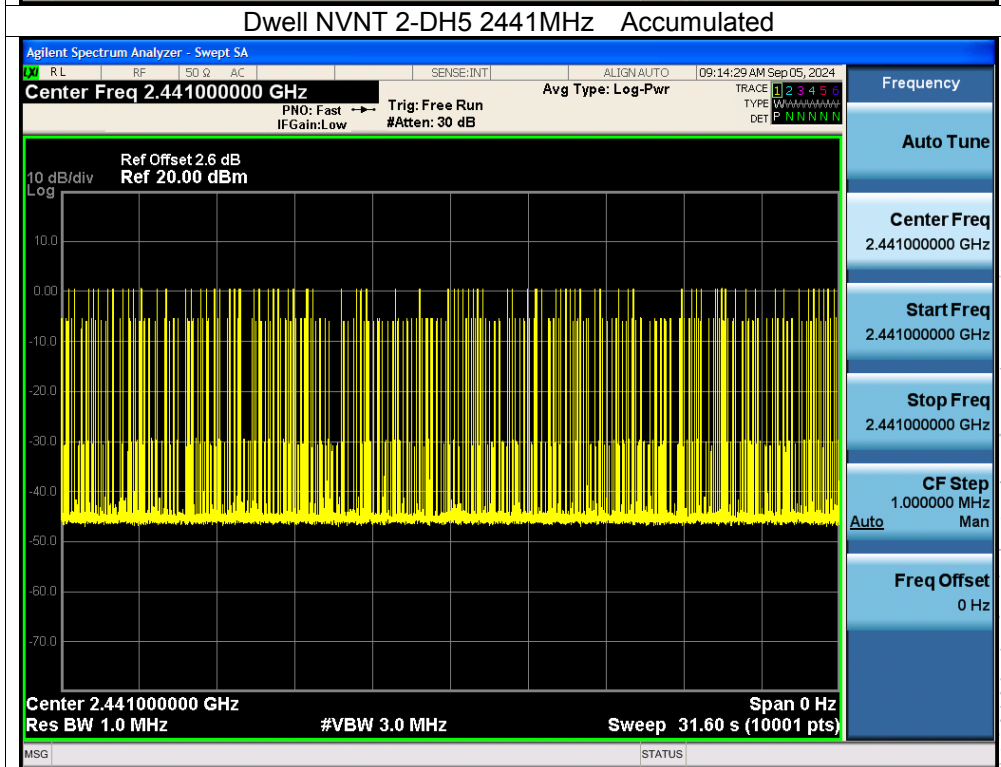 Dwell NVNT 2-DH5 2441MHz Accumulated
Agilent Spectrum Analyzer - Swept SA
LXI RL RF 50 Ω AC SENSE:INT ALIGN AUTO 09:14:29 AM Sep 05, 2024
Center Freq 2.441000000 GHz
PNO: Fast
IFGain:Low
Trig: Free Run
#Atten: 30 dB
Avg Type: Log-Pwr
TRACE 1 2 3 4 5 6
TYPE WWWWWW
DET P N N N N N
Ref Offset 2.6 dB
10 dB/div Ref 20.00 dBm
Log
10.0
0.00
-10.0
-20.0
-30.0
-40.0
-50.0
-60.0
-70.0
Center 2.441000000 GHz Span 0 Hz
Res BW 1.0 MHz #VBW 3.0 MHz Sweep 31.60 s (10001 pts)
MSG STATUS
Frequency
Auto Tune
Center Freq
2.441000000 GHz
Start Freq
2.441000000 GHz
Stop Freq
2.441000000 GHz
CF Step
1.000000 MHz
Auto Man
Freq Offset
0 Hz